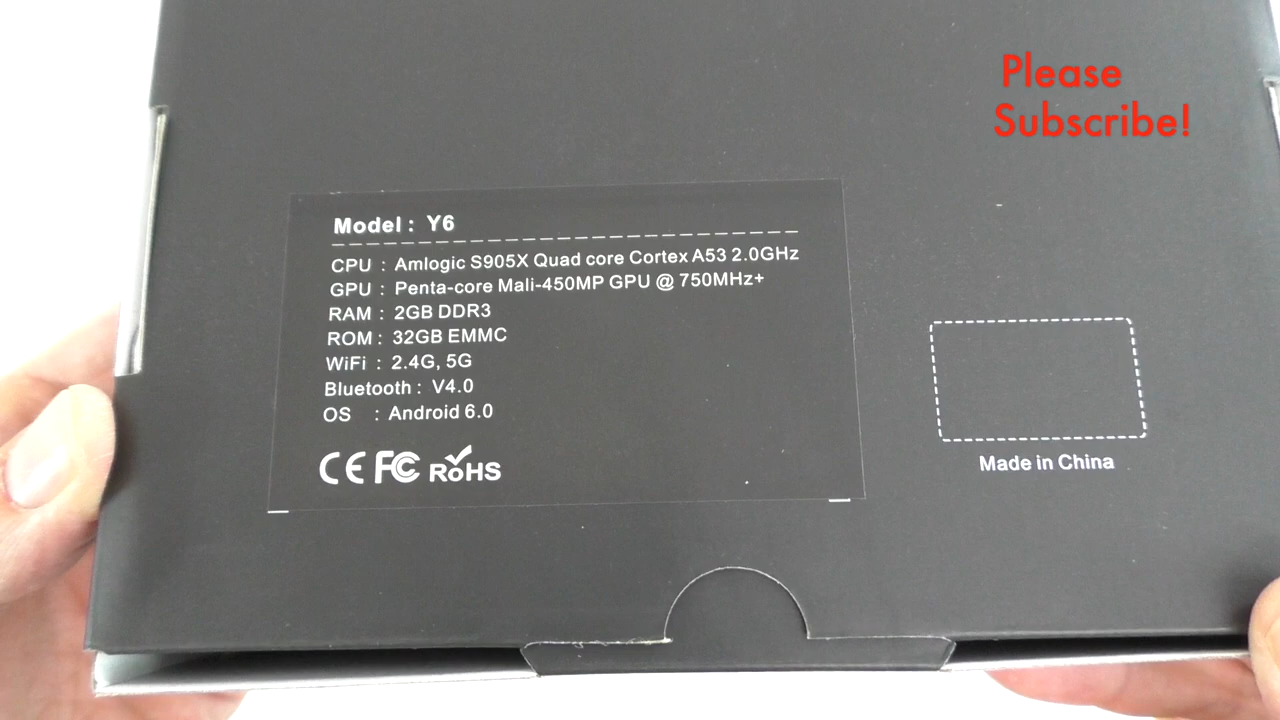 Please
Subscribe!
Model : Y6
CPU : Amlogic S905X Quad core Cortex A53 2.0GHz
GPU : Penta-core Mali-450MP GPU @ 750MHz+
RAM : 2GB DDR3
ROM : 32GB EMMC
WiFi : 2.4G, 5G
Bluetooth : V4.0
OS : Android 6.0
CE FC RoHS
Made in China